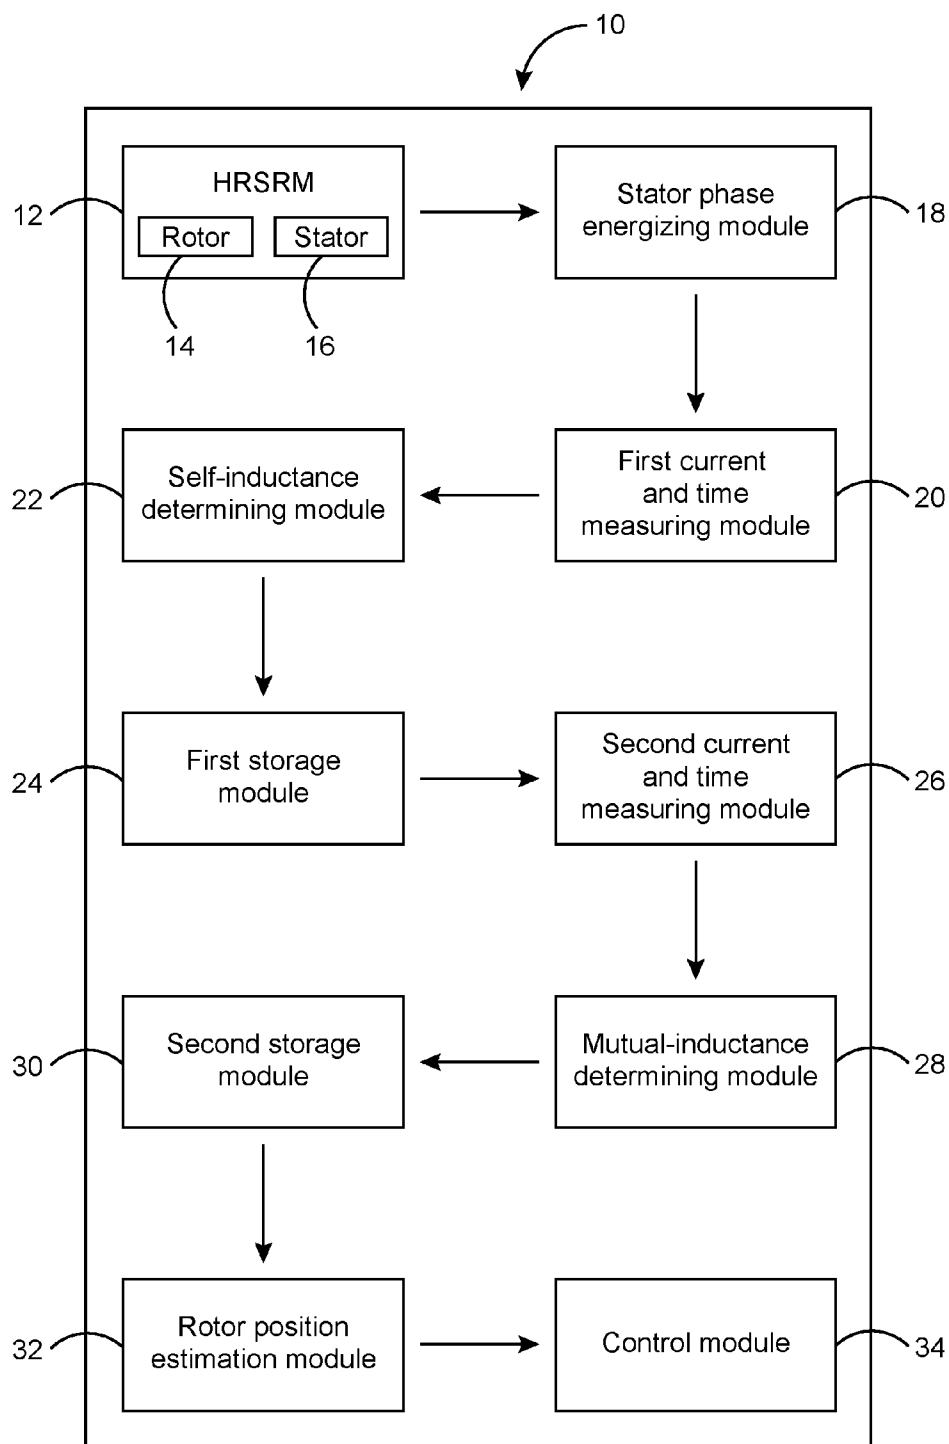 10
HRSRM
Rotor
Stator
12
14
16
Stator phase
energizing module
18
22
Self-inductance
determining module
First current
and time
measuring module
20
24
First storage
module
Second current
and time
measuring module
26
30
Second storage
module
Mutual-inductance
determining module
28
32
Rotor position
estimation module
Control module
34